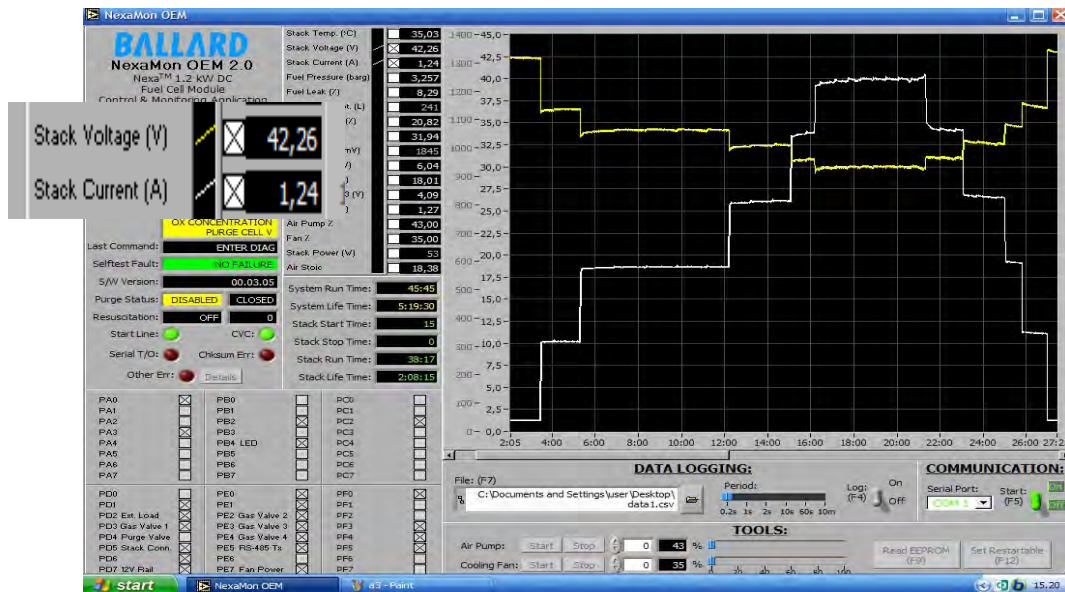 NexaMon OEM
BALLARD
NexaMon OEM 2.0
Nexa™ 1.2 kW DC
Fuel Cell Module
Control & Monitoring Application
Stack Voltage (V) 42,26
Stack Current (A) 1,24
OX CONCENTRATION
PURGE CELL V
Last Command: ENTER DIAG
Selftest Fault: NO FAILURE
S/W Version: 00.03.05
Purge Status: DISABLED CLOSED
Resuscitation: OFF 0
Start Line: CVC:
Serial T/O: Chksum Err:
Other Err: Details
Stack Temp. (ºC) 35,03
Stack Voltage (V) 42,26
Stack Current (A) 1,24
Fuel Pressure (barg) 3,257
Fuel Leak (%) 8,29
(L) 241
(%) 20,82
31,94
1845
6,04
18,01
(V) 4,09
1,27
Air Pump % 43,00
Fan % 35,00
Stack Power (W) 53
Air Stoic 18,38
System Run Time: 45:45
System Life Time: 5:19:30
Stack Start Time: 15
Stack Stop Time: 0
Stack Run Time: 38:17
Stack Life Time: 2:08:15
PA0 PB0 PC0
PA1 PB1 PC1
PA2 PB2 PC2
PA3 PB3 PC3
PA4 PB4 LED PC4
PA5 PB5 PC5
PA6 PB6 PC6
PA7 PB7 PC7
PD0 PE0 PF0
PD1 PE1 PF1
PD2 Ext. Load PE2 Gas Valve 2 PF2
PD3 Gas Valve 1 PE3 Gas Valve 3 PF3
PD4 Purge Valve PE4 Gas Valve 4 PF4
PD5 Stack Conn. PE5 RS-485 Tx PF5
PD6 PE6 PF6
PD7 12V Rail PE7 Fan Power PF7
1400 45,0
42,5
1300 40,0
1200 37,5
1100 35,0
1000 32,5
900 30,0
27,5
800 25,0
700 22,5
600 20,0
17,5
500 15,0
400 12,5
300 10,0
200 7,5
5,0
100 2,5
0 0,0
2:05 4:00 6:00 8:00 10:00 12:00 14:00 16:00 18:00 20:00 22:00 24:00 26:00 27:2
DATA LOGGING:
File: (F7)
C:\Documents and Settings\user\Desktop\
data1.csv
Period:
0.2s 1s 2s 10s 60s 10m
Log:
(F4)
On
Off
COMMUNICATION:
Serial Port:
COM 1
Start:
(F5)
On
Off
TOOLS:
Air Pump: Start Stop 0 43 %
Cooling Fan: Start Stop 0 35 %
20 40 60 80 100
Read EEPROM
(F9)
Set Restartable
(F12)
start
NexaMon OEM
a3 - Paint
15.20